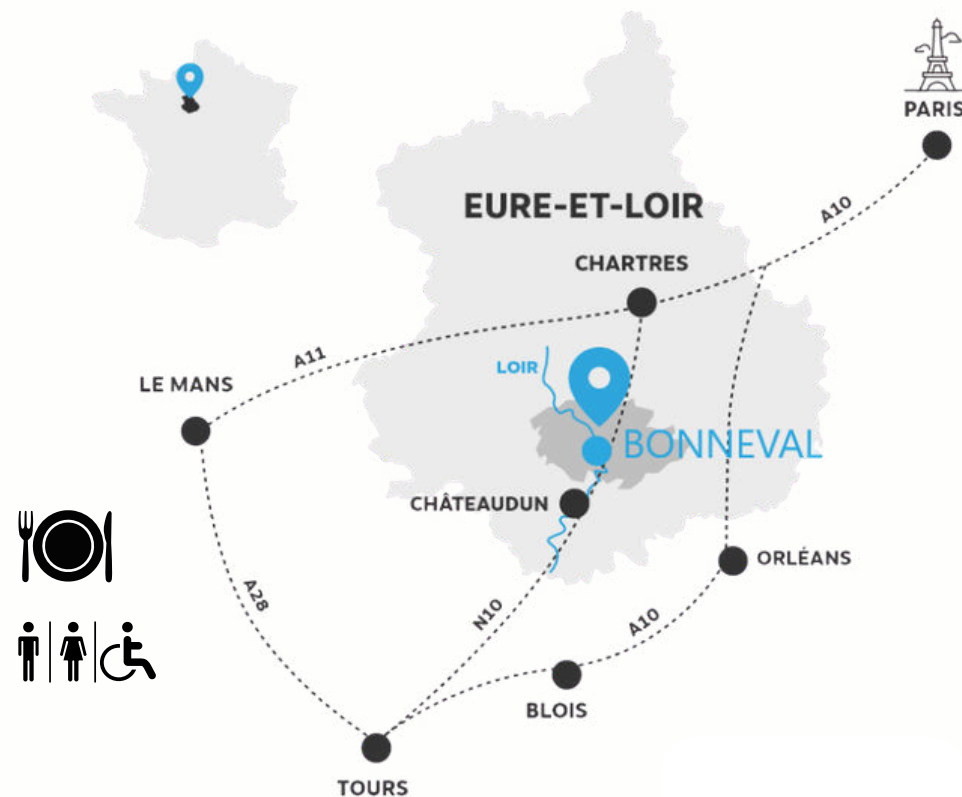 PARIS
A10
EURE-ET-LOIR
CHARTRES
A11
LOIR
LE MANS
BONNEVAL
CHÂTEAUDUN
ORLÉANS
A28
N10
A10
BLOIS
TOURS